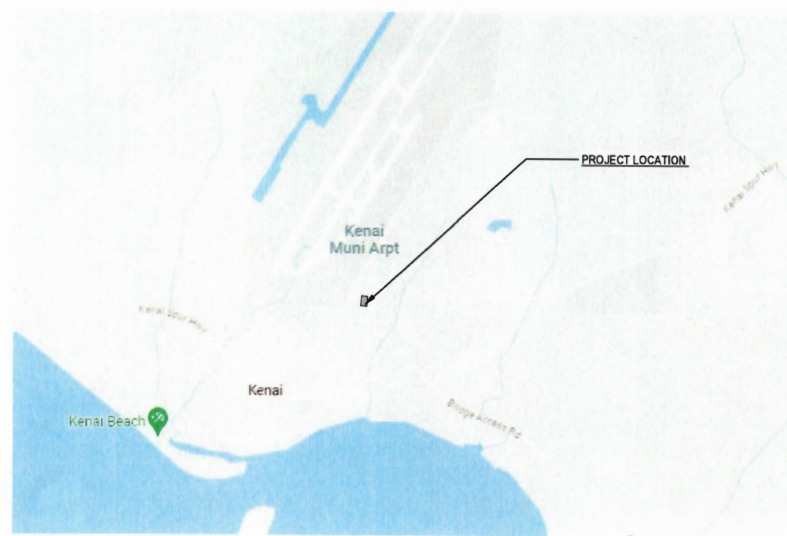 PROJECT LOCATION
Kenai Spur Hwy
Kenai
Muni Arpt
Kenai Spur Hwy
Kenai
Bridge Access Rd
Kenai Beach